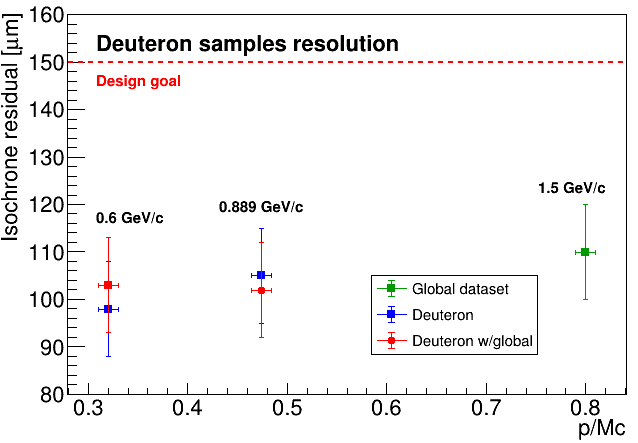 Isochrone residual [μm]
160
150
140
130
120
110
100
90
80
Deuteron samples resolution
Design goal
0.6 GeV/c
0.889 GeV/c
1.5 GeV/c
Global dataset
Deuteron
Deuteron w/global
0.3
0.4
0.5
0.6
0.7
0.8
p/Mc